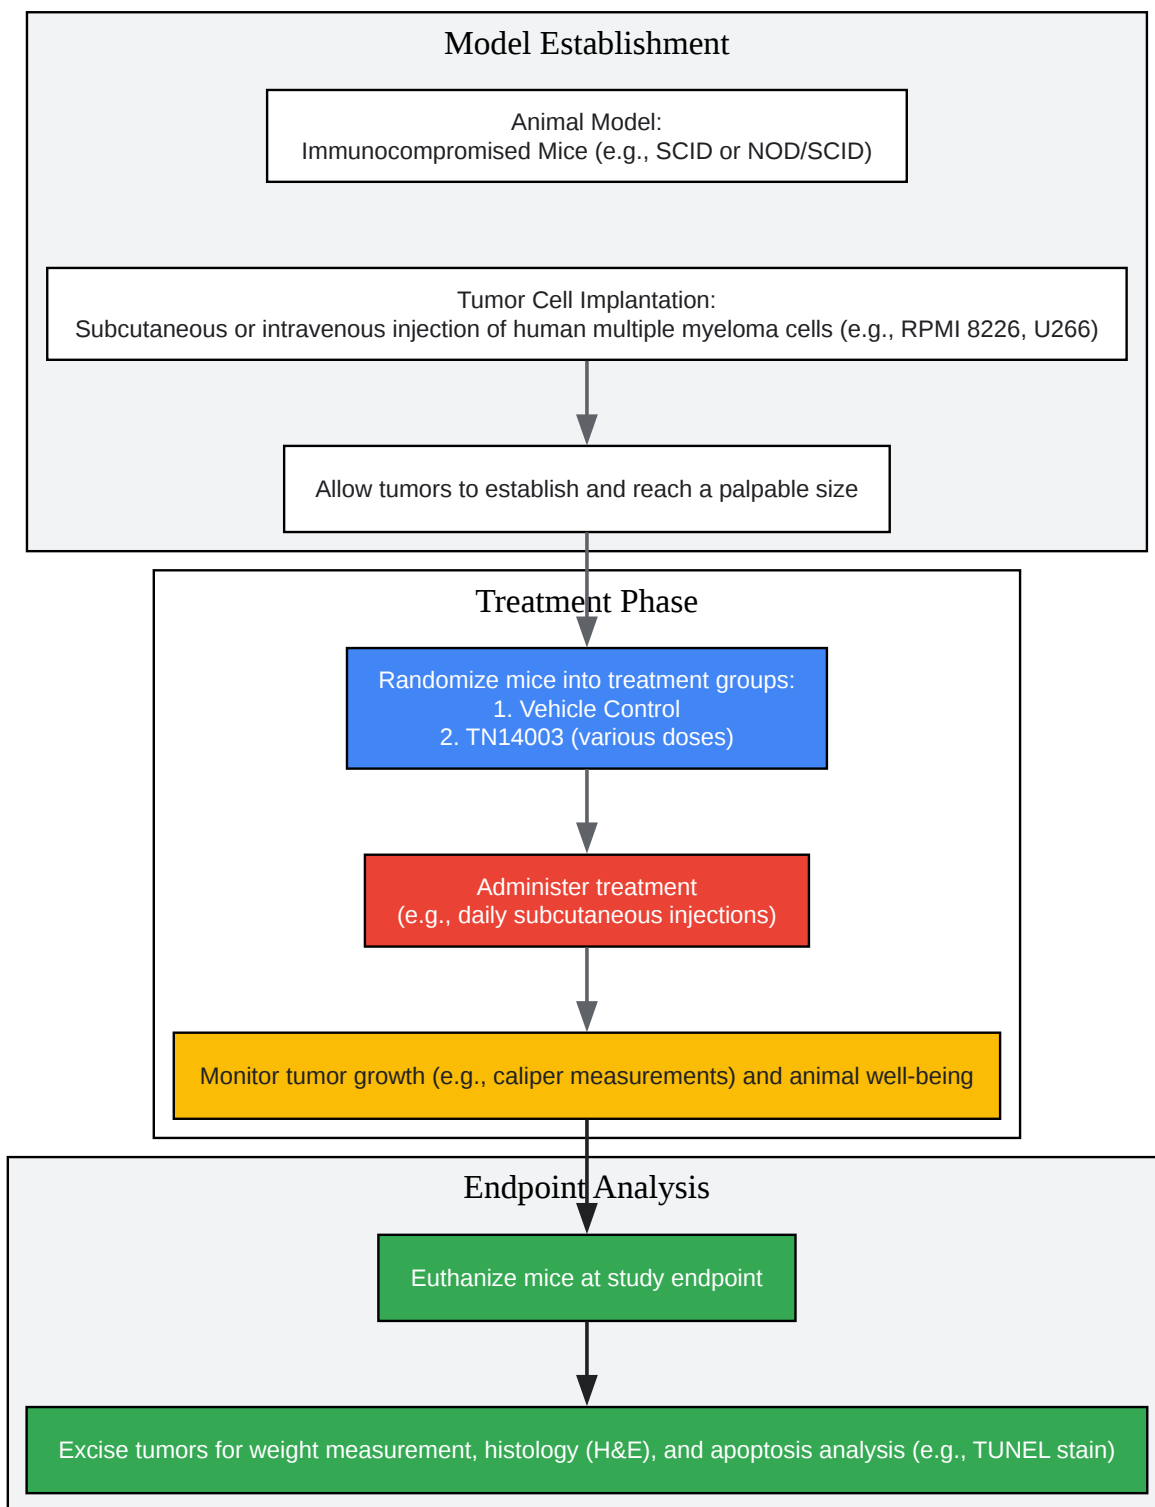 Model Establishment
Animal Model:
Immunocompromised Mice (e.g., SCID or NOD/SCID)
Tumor Cell Implantation:
Subcutaneous or intravenous injection of human multiple myeloma cells (e.g., RPMI 8226, U266)
Allow tumors to establish and reach a palpable size
Treatment Phase
Randomize mice into treatment groups:
1. Vehicle Control
2. TN14003 (various doses)
Administer treatment
(e.g., daily subcutaneous injections)
Monitor tumor growth (e.g., caliper measurements) and animal well-being
Endpoint Analysis
Euthanize mice at study endpoint
Excise tumors for weight measurement, histology (H&E), and apoptosis analysis (e.g., TUNEL stain)